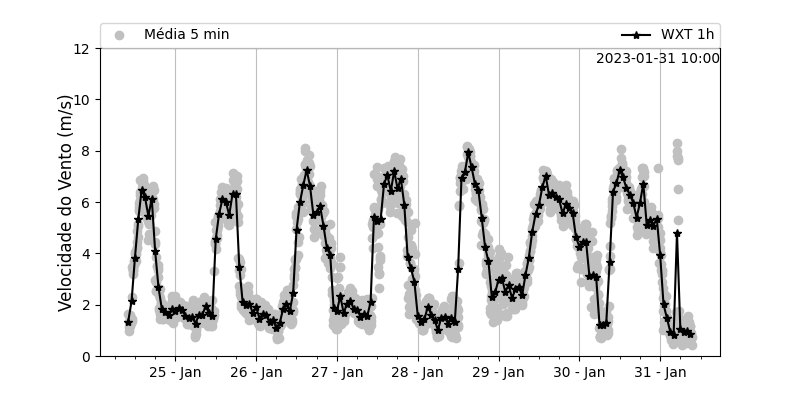 Média 5 min
WXT 1h
2023-01-31 10:00
Velocidade do Vento (m/s)
12
10
8
6
4
2
0
25 - Jan
26 - Jan
27 - Jan
28 - Jan
29 - Jan
30 - Jan
31 - Jan